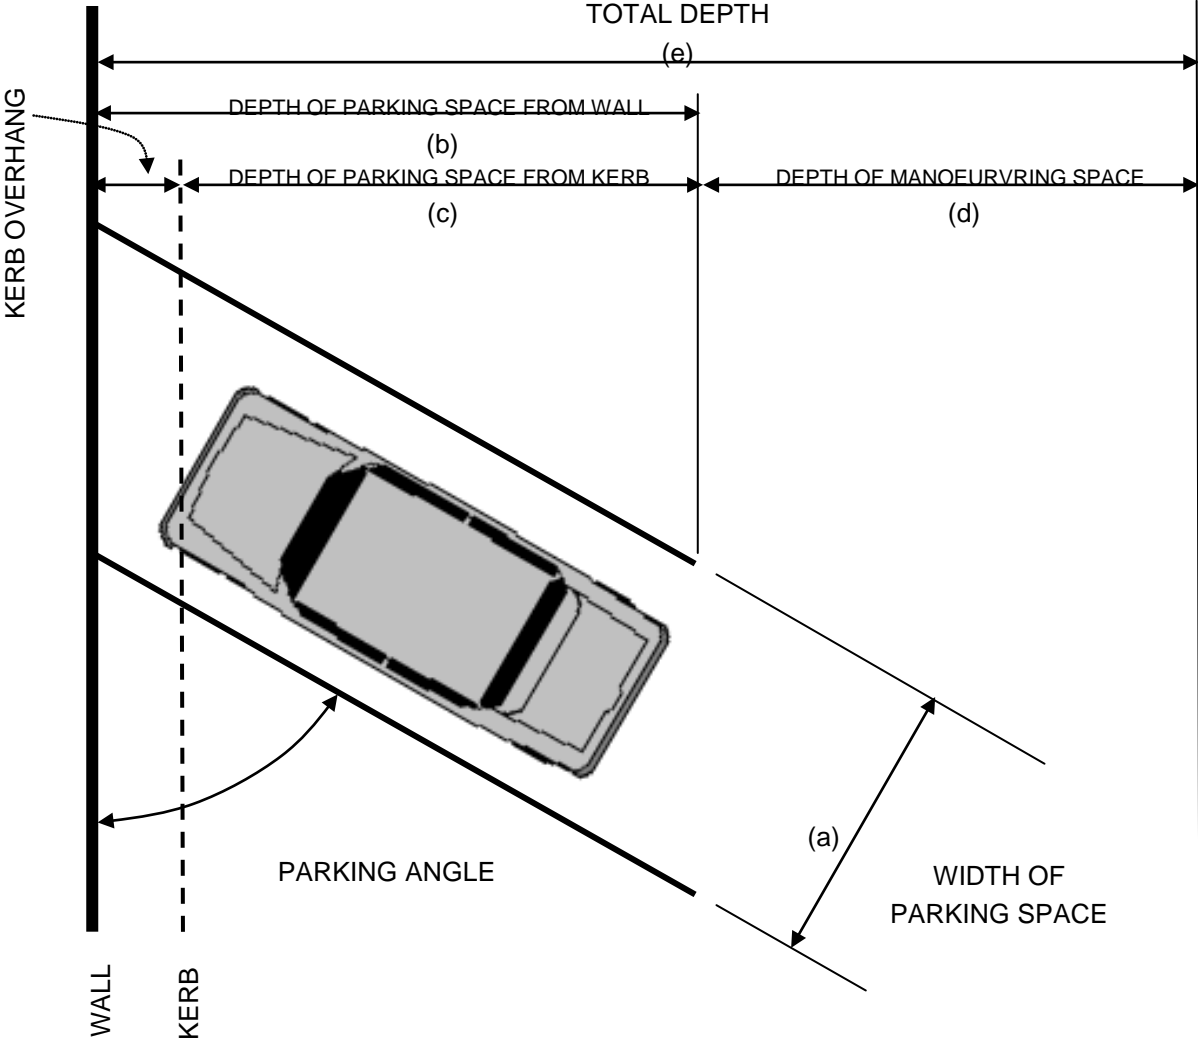 TOTAL DEPTH
(e)
DEPTH OF PARKING SPACE FROM WALL
(b)
KERB OVERHANG
DEPTH OF PARKING SPACE FROM KERB
DEPTH OF MANOEURVRING SPACE
(c)
(d)
(a)
PARKING ANGLE
WIDTH OF
PARKING SPACE
WALL
KERB